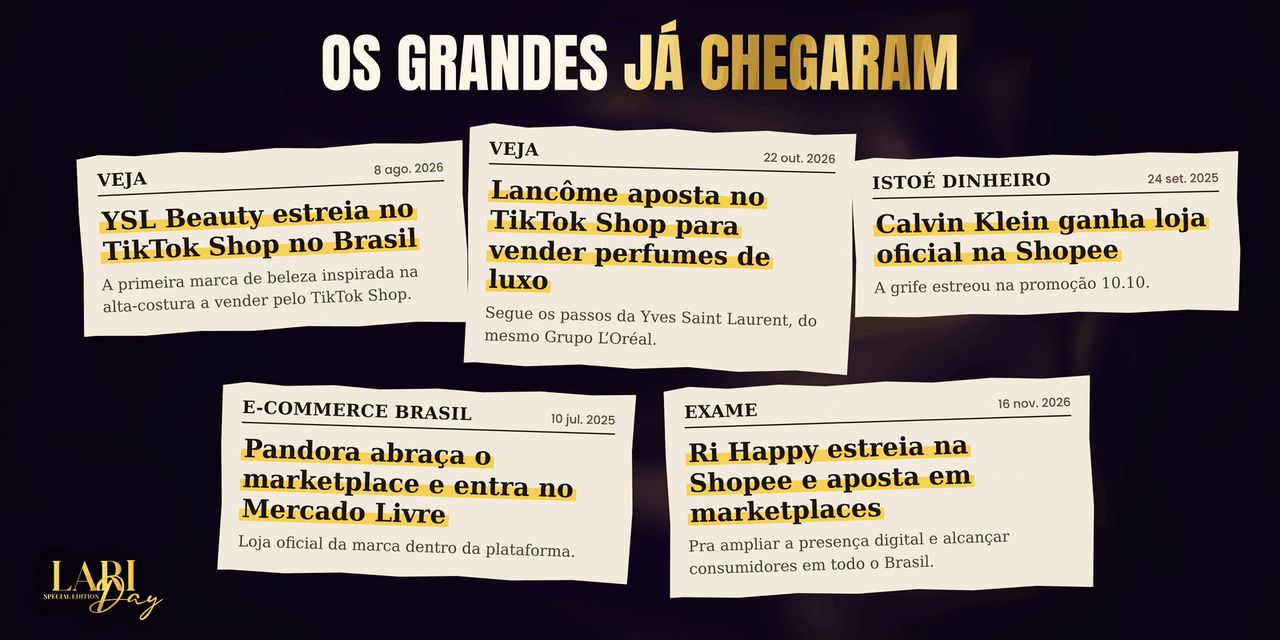 OS GRANDES JÁ CHEGARAM
VEJA
8 ago. 2026
YSL Beauty estreia no
TikTok Shop no Brasil
A primeira marca de beleza inspirada na
alta-costura a vender pelo TikTok Shop.
VEJA
22 out. 2026
Lancôme aposta no
TikTok Shop para
vender perfumes de
luxo
Segue os passos da Yves Saint Laurent, do
mesmo Grupo L’Oréal.
ISTOÉ DINHEIRO
24 set. 2025
Calvin Klein ganha loja
oficial na Shopee
A grife estreou na promoção 10.10.
E-COMMERCE BRASIL
10 jul. 2025
Pandora abraça o
marketplace e entra no
Mercado Livre
Loja oficial da marca dentro da plataforma.
EXAME
16 nov. 2026
Ri Happy estreia na
Shopee e aposta em
marketplaces
Pra ampliar a presença digital e alcançar
consumidores em todo o Brasil.
LABI
SPECIAL EDITION Day